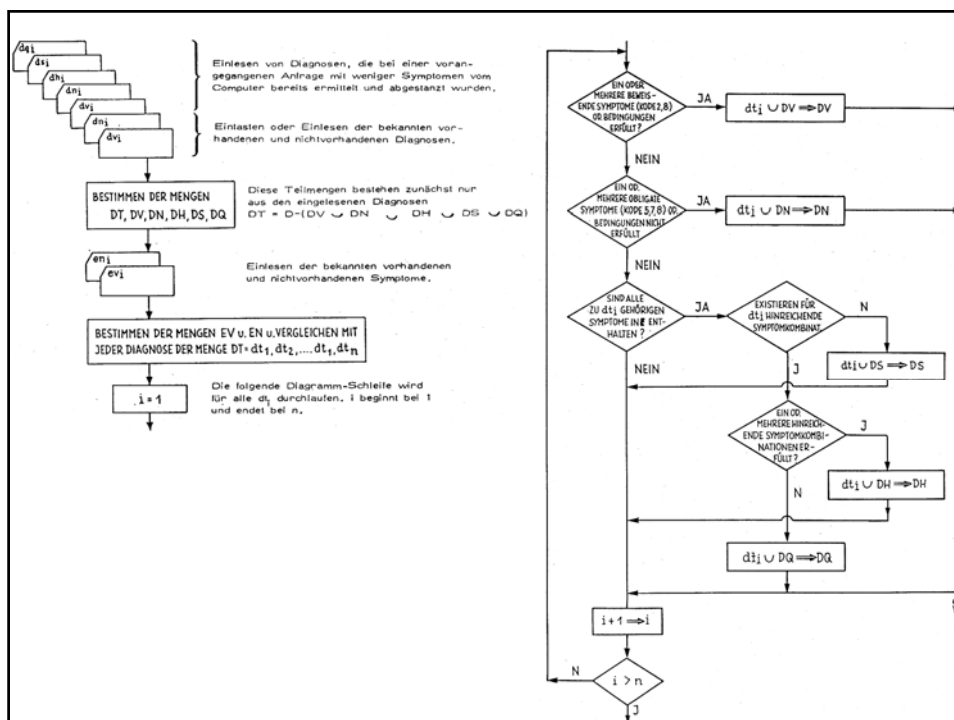 dqi
dsi
dhi
dni
dvi
dni
dvi
Einlesen von Diagnosen, die bei einer voran-
gegangenen Anfrage mit weniger Symptomen vom
Computer bereits ermittelt und abgestanzt wurden.
Eintasten oder Einlesen der bekannten vor-
handenen und nichtvorhandenen Diagnosen.
BESTIMMEN DER MENGEN
DT, DV, DN, DH, DS, DQ
Diese Teilmengen bestehen zunächst nur
aus den eingelesenen Diagnosen
DT = D-(DV ∪ DN ∪ DH ∪ DS ∪ DQ)
eni
evi
Einlesen der bekannten vorhandenen
und nichtvorhandenen Symptome.
BESTIMMEN DER MENGEN EV u. EN u. VERGLEICHEN MIT
JEDER DIAGNOSE DER MENGE DT= dt1, dt2, .... dti, dtn
i = 1
Die folgende Diagramm-Schleife wird
für alle dti durchlaufen. i beginnt bei 1
und endet bei n.
EIN ODER
MEHRERE BEWEIS-
ENDE SYMPTOME (KODE 2,8)
OD. BEDINGUNGEN
ERFÜLLT?
JA
dti ∪ DV ⟹ DV
NEIN
EIN OD.
MEHRERE OBLIGATE
SYMPTOME (KODE 5,7,8) OD.
BEDINGUNGEN NICHT
ERFÜLLT
JA
dti ∪ DN ⟹ DN
NEIN
SIND ALLE
ZU dti GEHÖRIGEN
SYMPTOME IN E ENT-
HALTEN?
JA
EXISTIEREN FÜR
dti HINREICHENDE
SYMPTOMKOMBINAT.
N
dti ∪ DS ⟹ DS
NEIN
J
EIN OD.
MEHRERE HINREICH-
ENDE SYMPTOMKOMBI-
NATIONEN ER-
FÜLLT?
J
dti ∪ DH ⟹ DH
N
dti ∪ DQ ⟹ DQ
i+1 ⟹ i
N
i > n
J